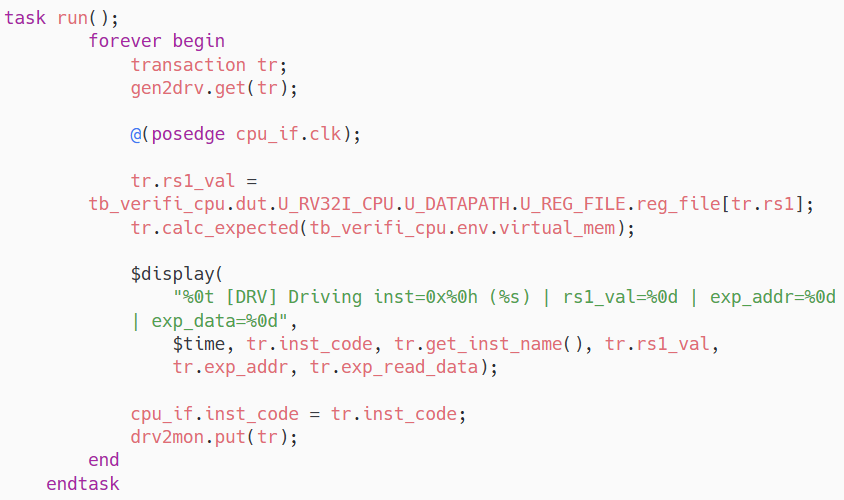 task run();
forever begin
transaction tr;
gen2drv.get(tr);
@(posedge cpu_if.clk);
tr.rs1_val =
tb_verifi_cpu.dut.U_RV32I_CPU.U_DATAPATH.U_REG_FILE.reg_file[tr.rs1];
tr.calc_expected(tb_verifi_cpu.env.virtual_mem);
$display(
"%0t [DRV] Driving inst=0x%0h (%s) | rs1_val=%0d | exp_addr=%0d
| exp_data=%0d",
$time, tr.inst_code, tr.get_inst_name(), tr.rs1_val,
tr.exp_addr, tr.exp_read_data);
cpu_if.inst_code = tr.inst_code;
drv2mon.put(tr);
end
endtask